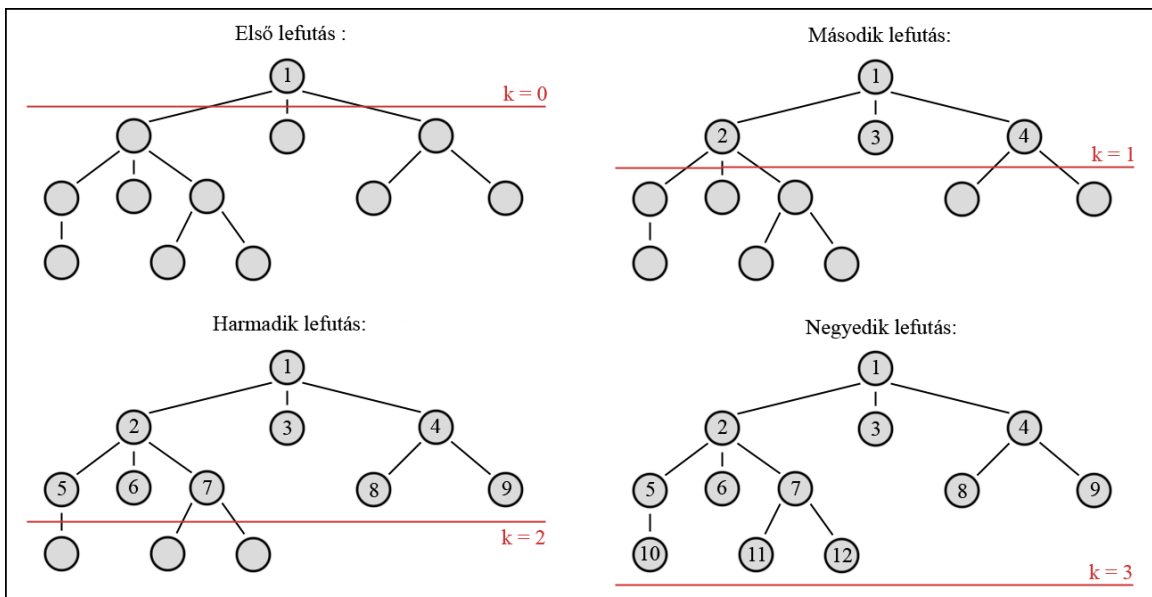 Első lefutás :
1
k = 0
Második lefutás:
1
2 3 4
k = 1
Harmadik lefutás:
1
2 3 4
5 6 7 8 9
k = 2
Negyedik lefutás:
1
2 3 4
5 6 7 8 9
10 11 12
k = 3